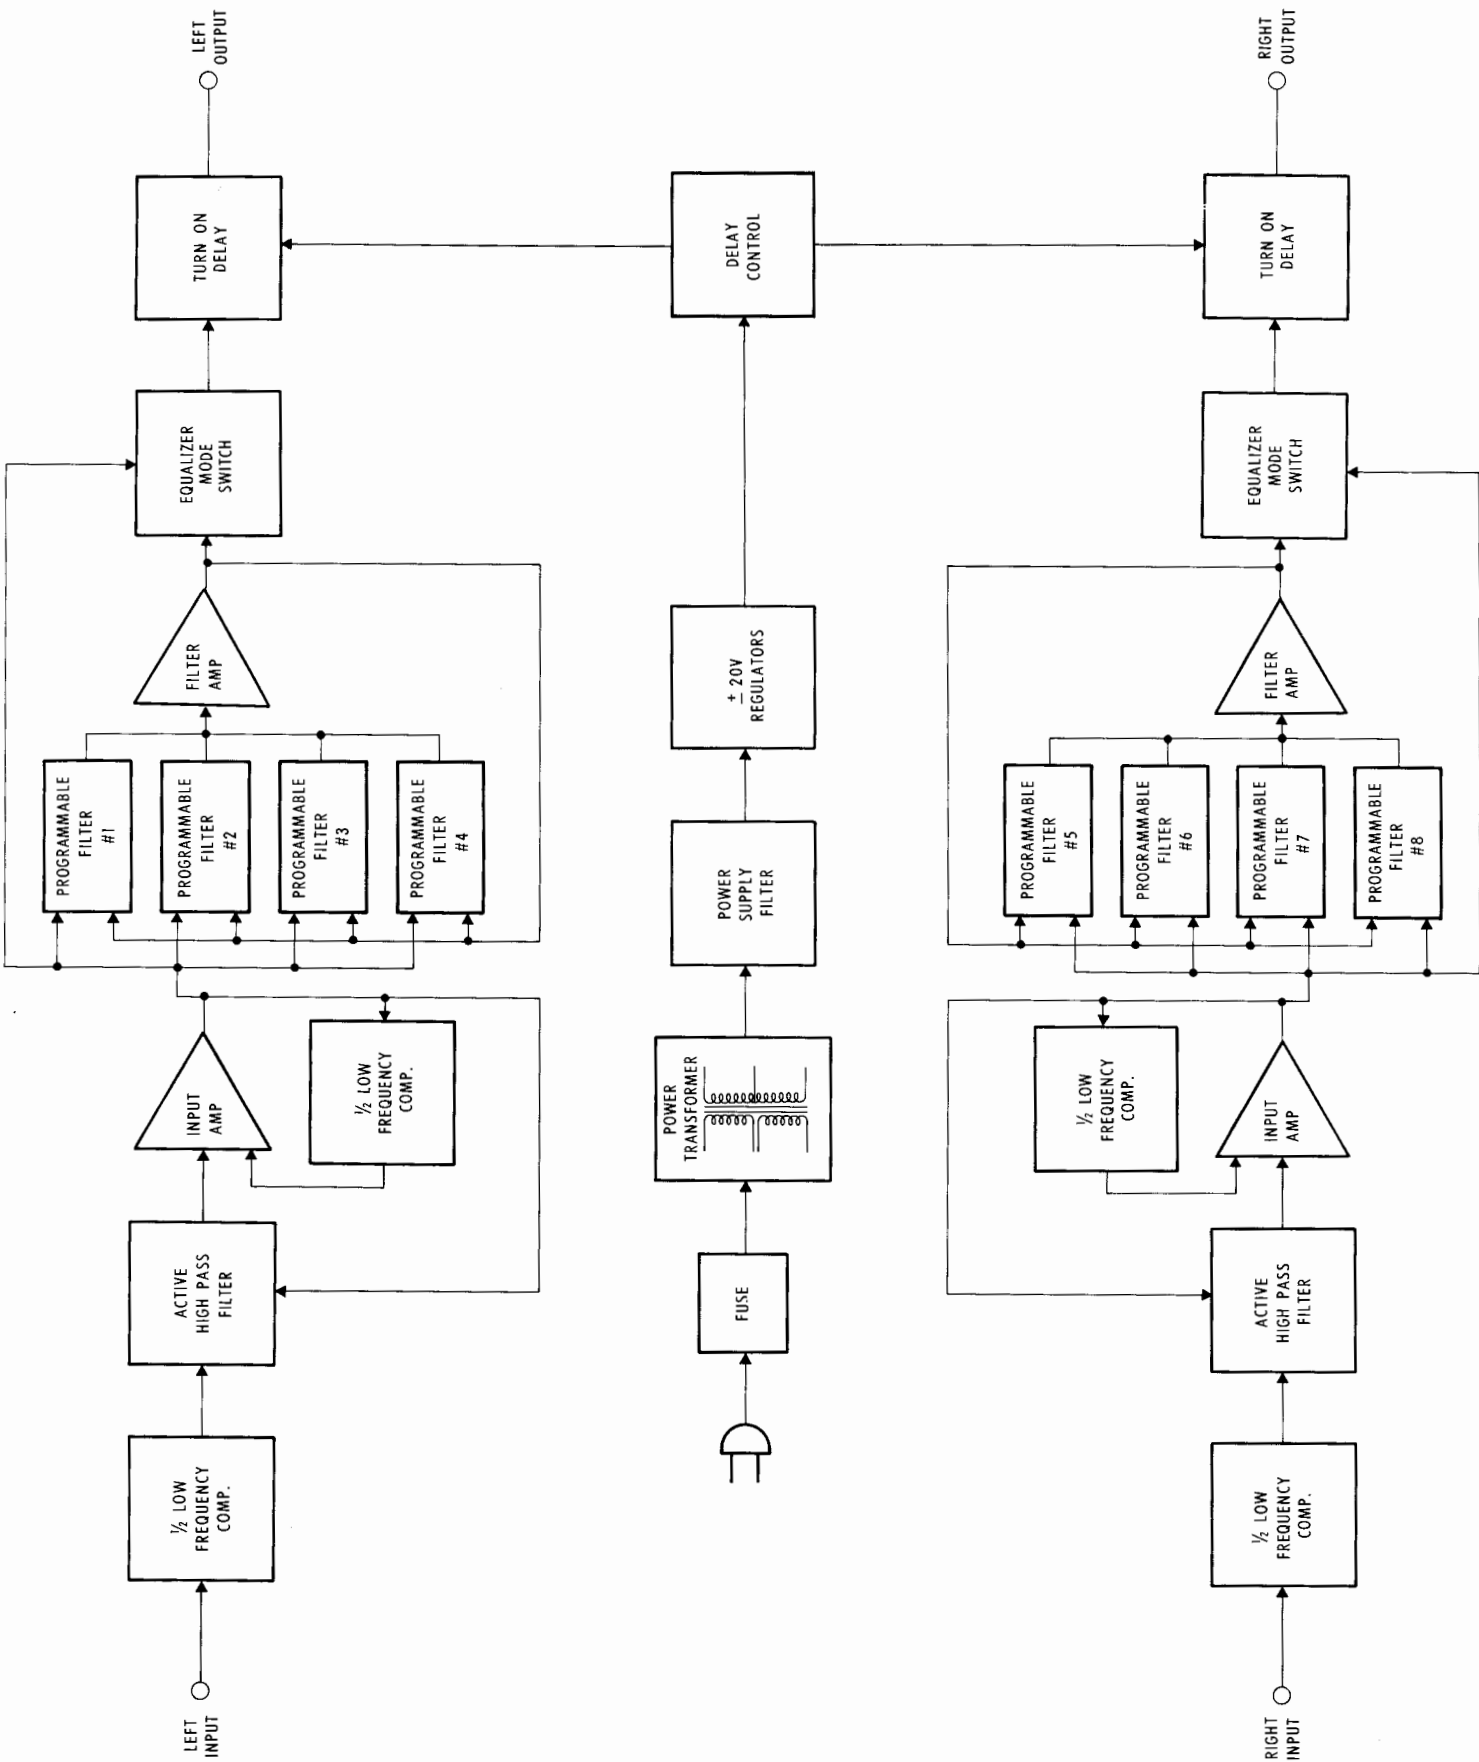 LEFT
INPUT
½ LOW
FREQUENCY
COMP.
ACTIVE
HIGH PASS
FILTER
INPUT
AMP
½ LOW
FREQUENCY
COMP.
PROGRAMMABLE
FILTER
#1
PROGRAMMABLE
FILTER
#2
PROGRAMMABLE
FILTER
#3
PROGRAMMABLE
FILTER
#4
FILTER
AMP
EQUALIZER
MODE
SWITCH
TURN ON
DELAY
LEFT
OUTPUT
FUSE
POWER
TRANSFORMER
POWER
SUPPLY
FILTER
± 20V
REGULATORS
DELAY
CONTROL
RIGHT
INPUT
½ LOW
FREQUENCY
COMP.
ACTIVE
HIGH PASS
FILTER
½ LOW
FREQUENCY
COMP.
INPUT
AMP
PROGRAMMABLE
FILTER
#5
PROGRAMMABLE
FILTER
#6
PROGRAMMABLE
FILTER
#7
PROGRAMMABLE
FILTER
#8
FILTER
AMP
EQUALIZER
MODE
SWITCH
TURN ON
DELAY
RIGHT
OUTPUT